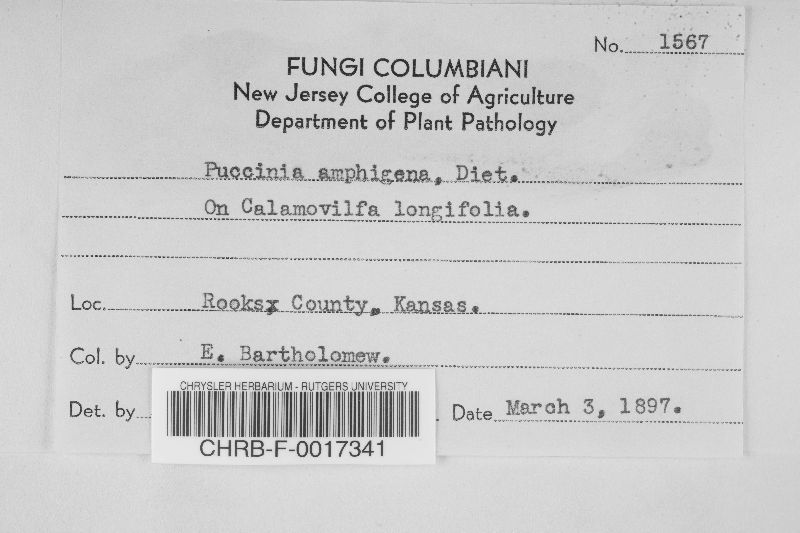 No. 1567
FUNGI COLUMBIANI
New Jersey College of Agriculture
Department of Plant Pathology
Puccinia amphigena, Diet.
On Calamovilfa longifolia.
Loc. Rooksx County, Kansas.
Col. by E. Bartholomew.
Det. by
Date March 3, 1897.
CHRYSLER HERBARIUM - RUTGERS UNIVERSITY
CHRB-F-0017341